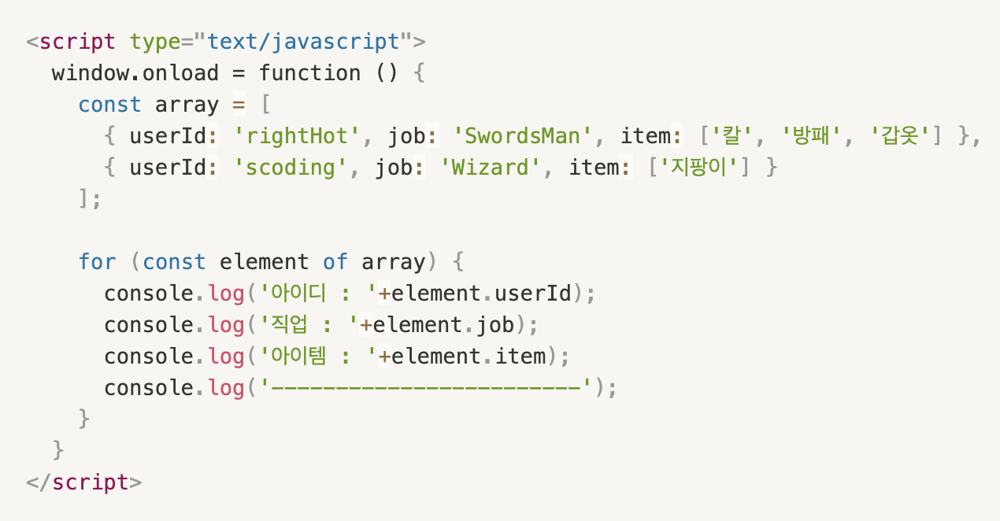 <script type="text/javascript">
  window.onload = function () {
    const array = [
      { userId: 'rightHot', job: 'SwordsMan', item: ['칼', '방패', '갑옷'] },
      { userId: 'scoding', job: 'Wizard', item: ['지팡이'] }
    ];

    for (const element of array) {
      console.log('아이디 : '+element.userId);
      console.log('직업 : '+element.job);
      console.log('아이템 : '+element.item);
      console.log('------------------------');
    }
  }
</script>